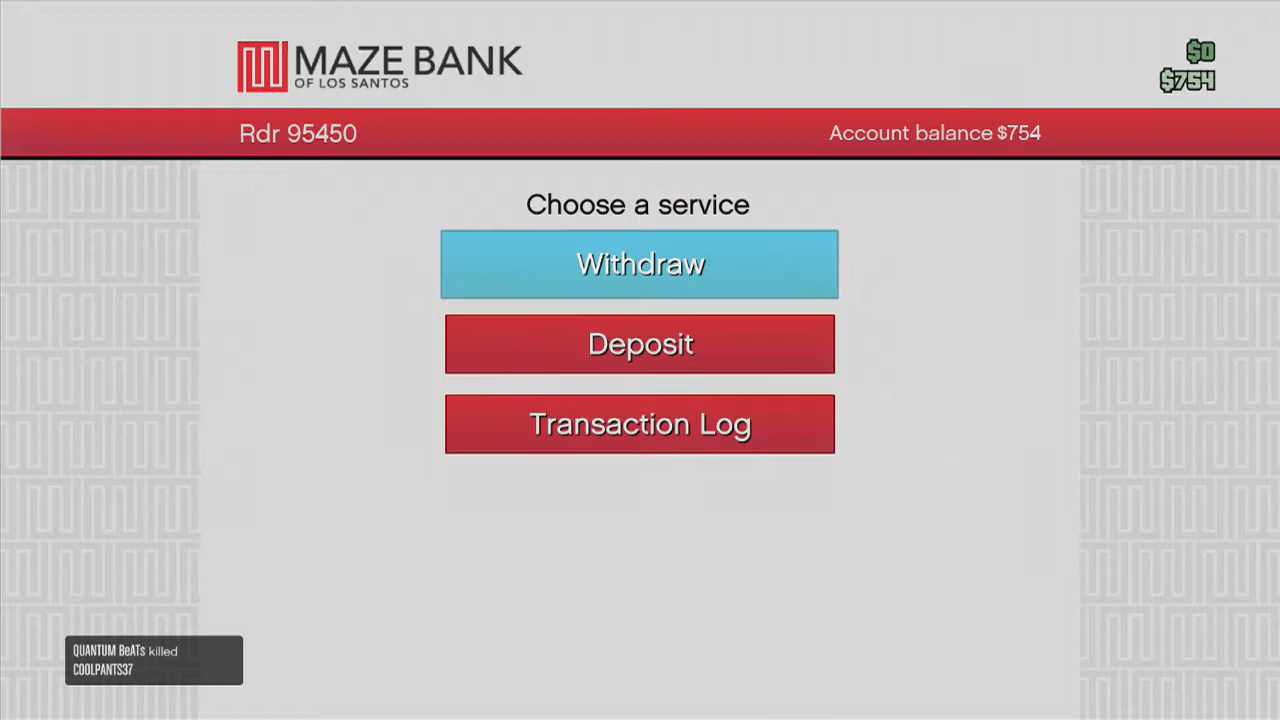 MAZE BANK
OF LOS SANTOS
$0
$754
Rdr 95450
Account balance $754
Choose a service
Withdraw
Deposit
Transaction Log
QUANTUM BeATs killed
COOLPANTS37